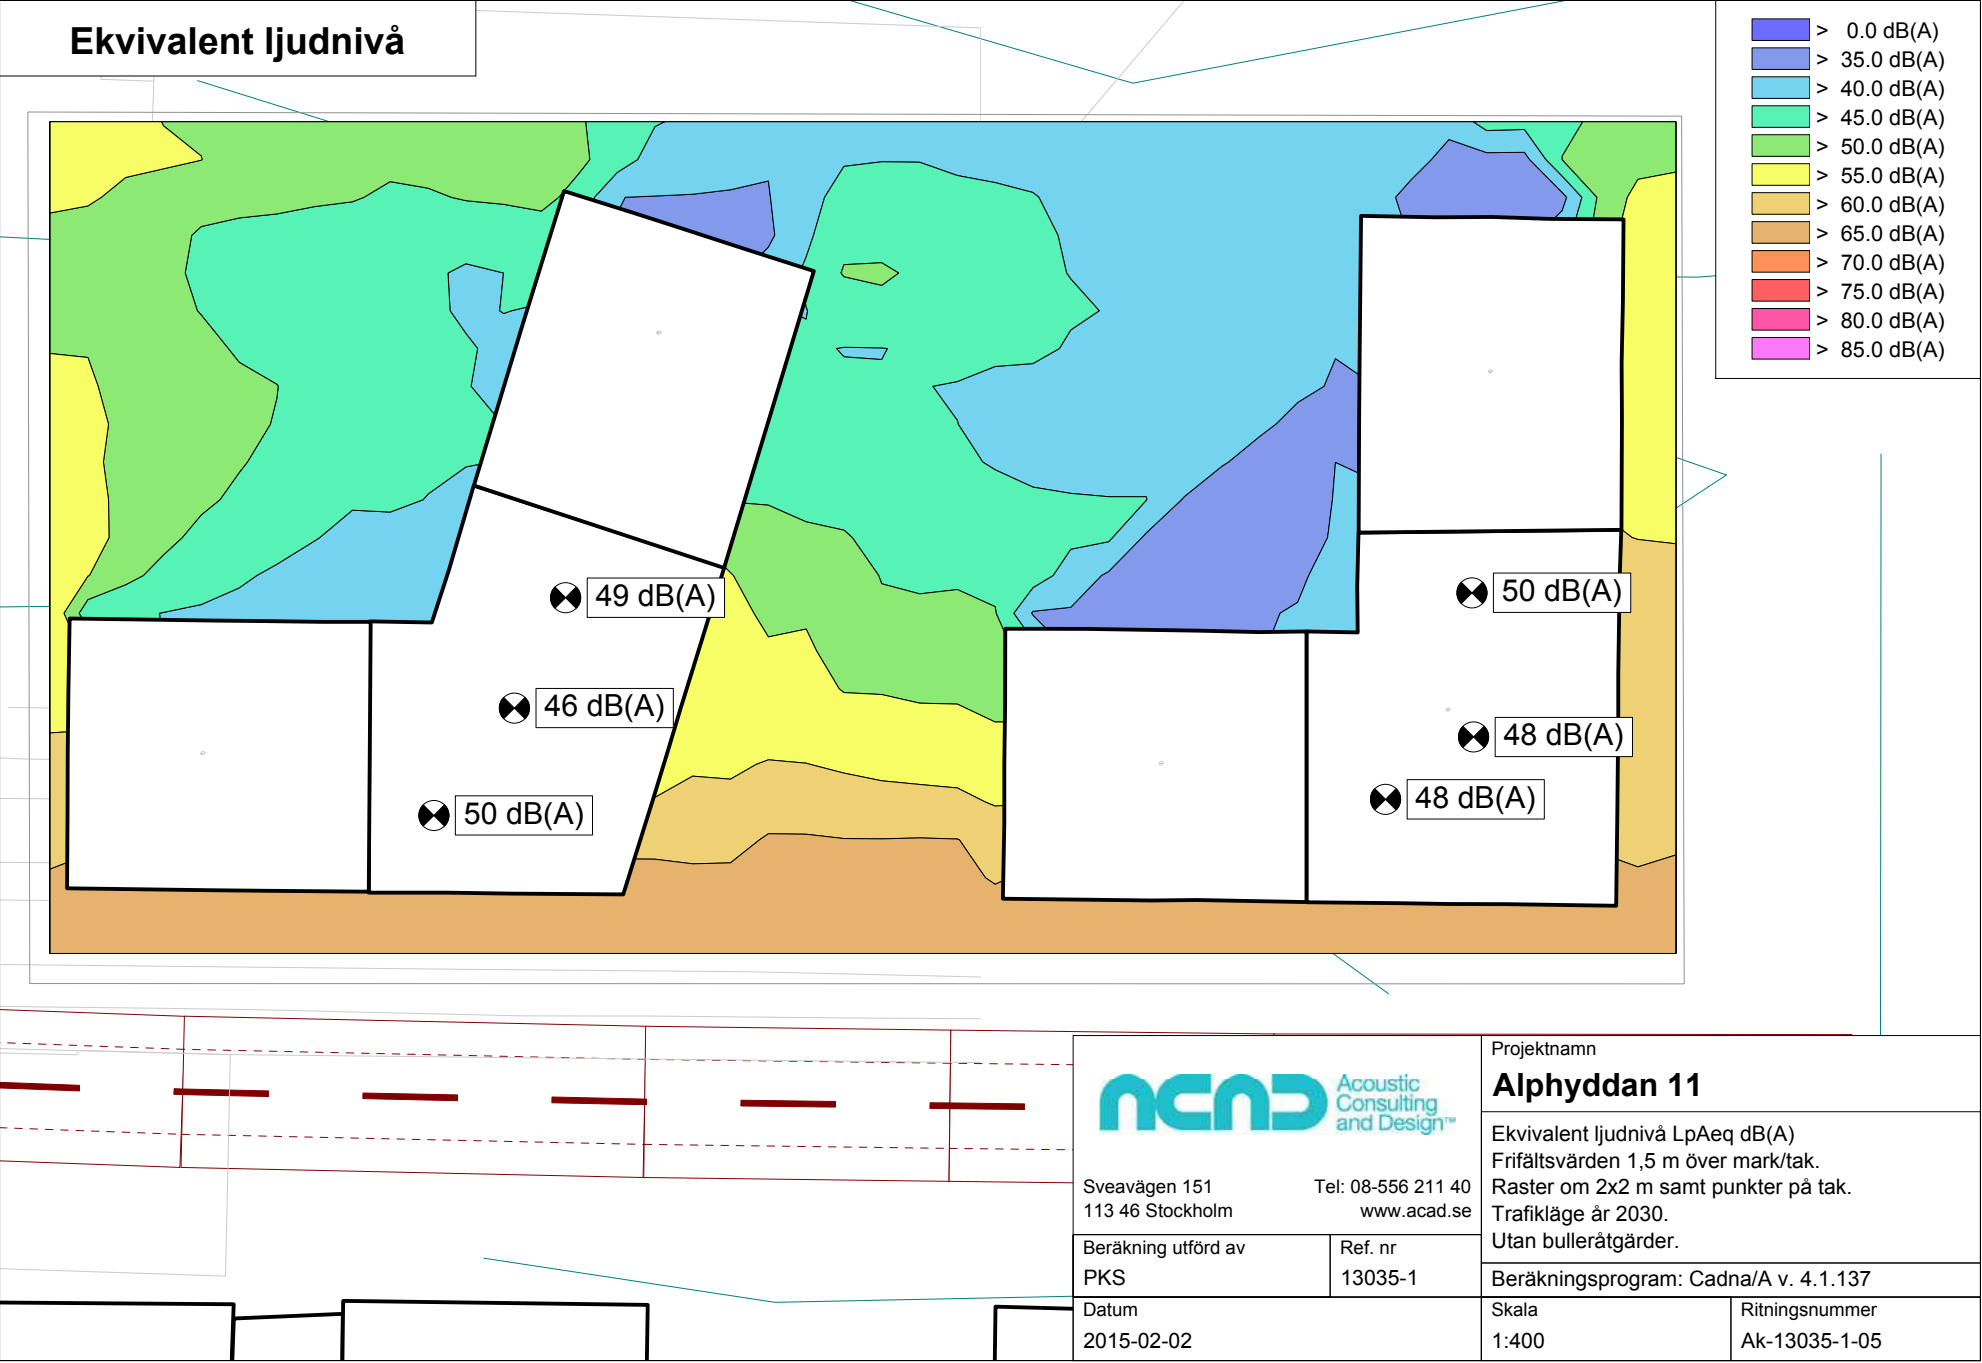 Ekvivalent ljudnivå
> 0.0 dB(A)
> 35.0 dB(A)
> 40.0 dB(A)
> 45.0 dB(A)
> 50.0 dB(A)
> 55.0 dB(A)
> 60.0 dB(A)
> 65.0 dB(A)
> 70.0 dB(A)
> 75.0 dB(A)
> 80.0 dB(A)
> 85.0 dB(A)
49 dB(A)
46 dB(A)
50 dB(A)
50 dB(A)
48 dB(A)
48 dB(A)
ACAD
Acoustic
Consulting
and Design™
Sveavägen 151
113 46 Stockholm
Tel: 08-556 211 40
www.acad.se
Beräkning utförd av
PKS
Ref. nr
13035-1
Datum
2015-02-02
Projektnamn
Alphyddan 11
Ekvivalent ljudnivå LpAeq dB(A)
Frifältsvärden 1,5 m över mark/tak.
Raster om 2x2 m samt punkter på tak.
Trafikläge år 2030.
Utan bulleråtgärder.
Beräkningsprogram: Cadna/A v. 4.1.137
Skala
1:400
Ritningsnummer
Ak-13035-1-05